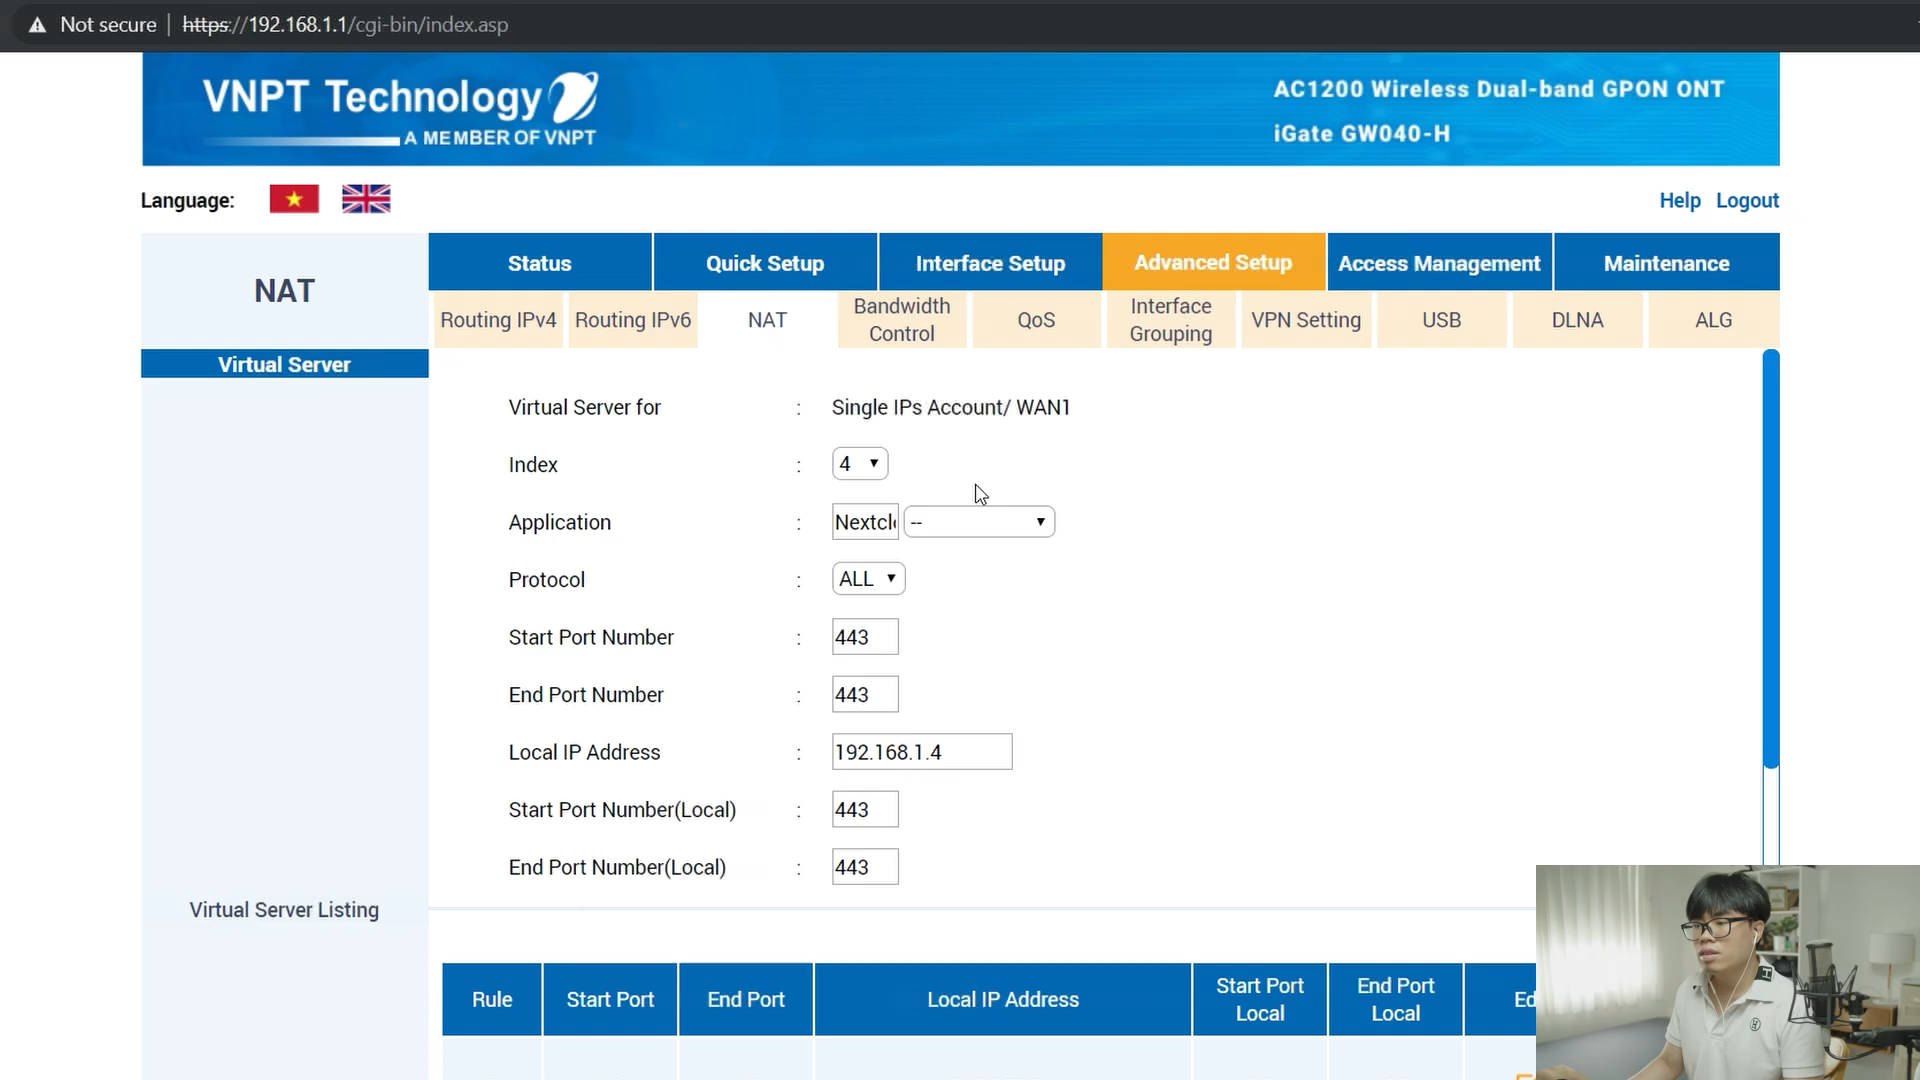 Not secure | https://192.168.1.1/cgi-bin/index.asp
VNPT Technology
A MEMBER OF VNPT
AC1200 Wireless Dual-band GPON ONT
iGate GW040-H
Language:
Help Logout
NAT
Status Quick Setup Interface Setup Advanced Setup Access Management Maintenance
Routing IPv4 Routing IPv6 NAT Bandwidth Control QoS Interface Grouping VPN Setting USB DLNA ALG
Virtual Server
Virtual Server for : Single IPs Account/ WAN1
Index : 4
Application : Nextcl --
Protocol : ALL
Start Port Number : 443
End Port Number : 443
Local IP Address : 192.168.1.4
Start Port Number(Local) : 443
End Port Number(Local) : 443
Virtual Server Listing
Rule Start Port End Port Local IP Address Start Port Local End Port Local Ed